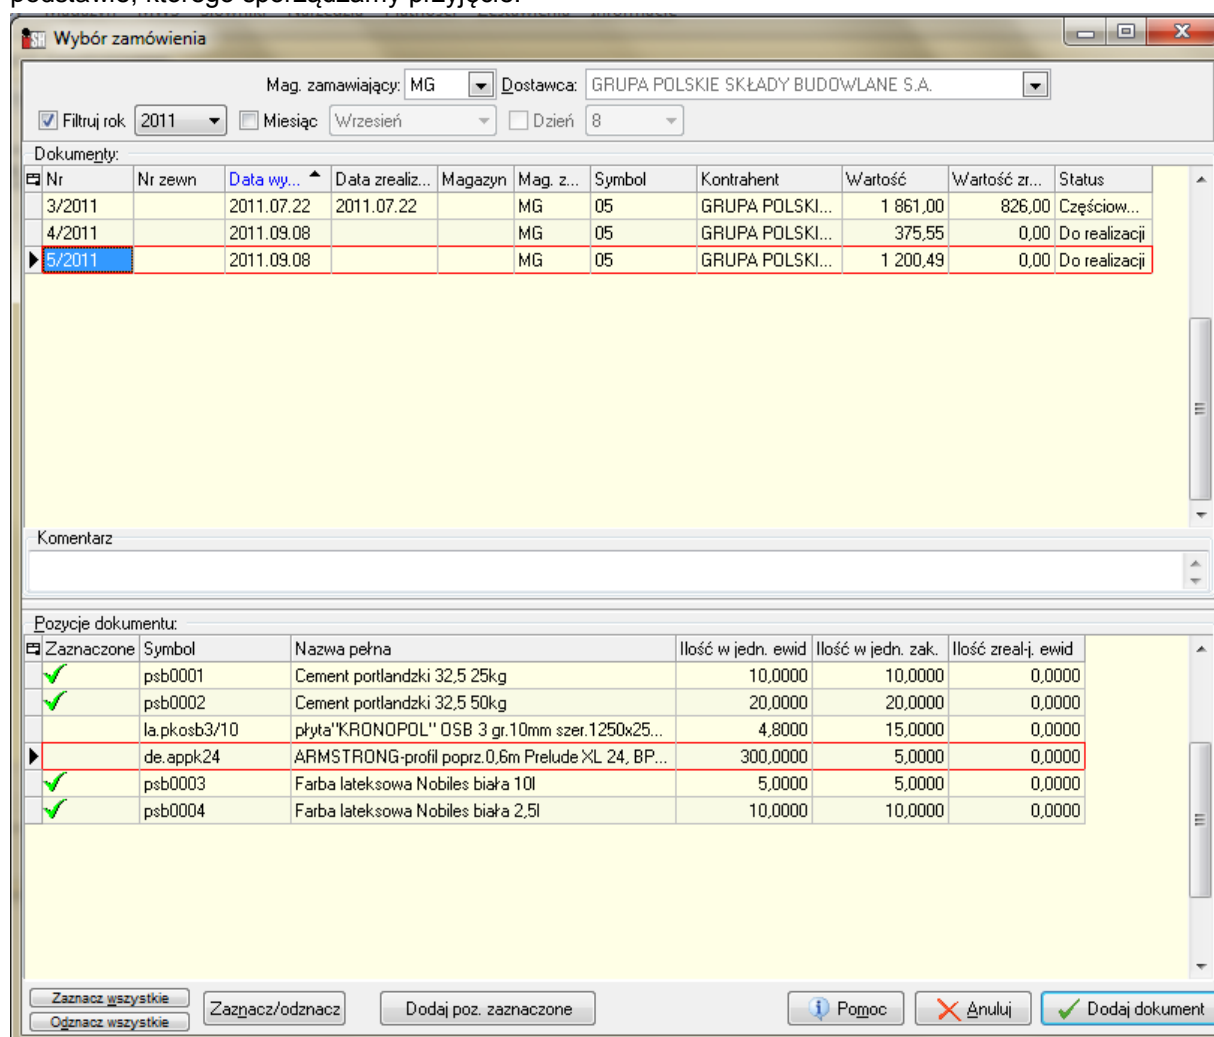 podstawie, którego sporządzamy przyjęcie.
Wybór zamówienia
Mag. zamawiający: MG Dostawca: GRUPA POLSKIE SKŁADY BUDOWLANE S.A.
Filtruj rok 2011 Miesiąc Wrzesień Dzień 8
Dokumenty:
Nr Nr zewn Data wy... Data zrealiz... Magazyn Mag. z... Symbol Kontrahent Wartość Wartość zr... Status
3/2011 2011.07.22 2011.07.22 MG 05 GRUPA POLSKI... 1 861,00 826,00 Częściow...
4/2011 2011.09.08 MG 05 GRUPA POLSKI... 375,55 0,00 Do realizacji
5/2011 2011.09.08 MG 05 GRUPA POLSKI... 1 200,49 0,00 Do realizacji
Komentarz
Pozycje dokumentu:
Zaznaczone Symbol Nazwa pełna Ilość w jedn. ewid Ilość w jedn. zak. Ilość zreal-j. ewid
psb0001 Cement portlandzki 32,5 25kg 10,0000 10,0000 0,0000
psb0002 Cement portlandzki 32,5 50kg 20,0000 20,0000 0,0000
la.pkosb3/10 płyta"KRONOPOL" OSB 3 gr.10mm szer.1250x25... 4,8000 15,0000 0,0000
de.appk24 ARMSTRONG-profil poprz.0,6m Prelude XL 24, BP... 300,0000 5,0000 0,0000
psb0003 Farba lateksowa Nobiles biała 10l 5,0000 5,0000 0,0000
psb0004 Farba lateksowa Nobiles biała 2,5l 10,0000 10,0000 0,0000
Zaznacz wszystkie
Odznacz wszystkie
Zaznacz/odznacz Dodaj poz. zaznaczone Pomoc Anuluj Dodaj dokument